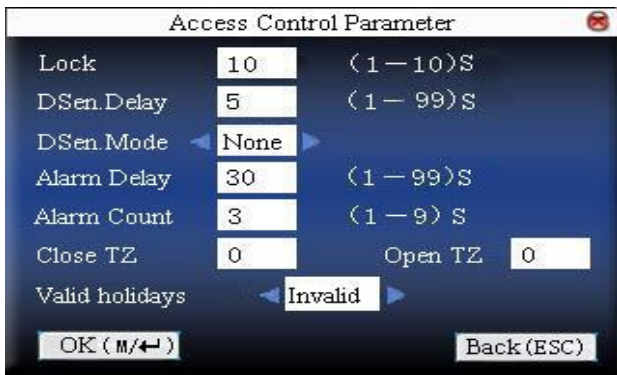 Access Control Parameter
Lock 10 (1—10)S
DSen.Delay 5 (1— 99)S
DSen.Mode None
Alarm Delay 30 (1—99)S
Alarm Count 3 (1—9) S
Close TZ 0 Open TZ 0
Valid holidays Invalid
OK (M/↵) Back(ESC)